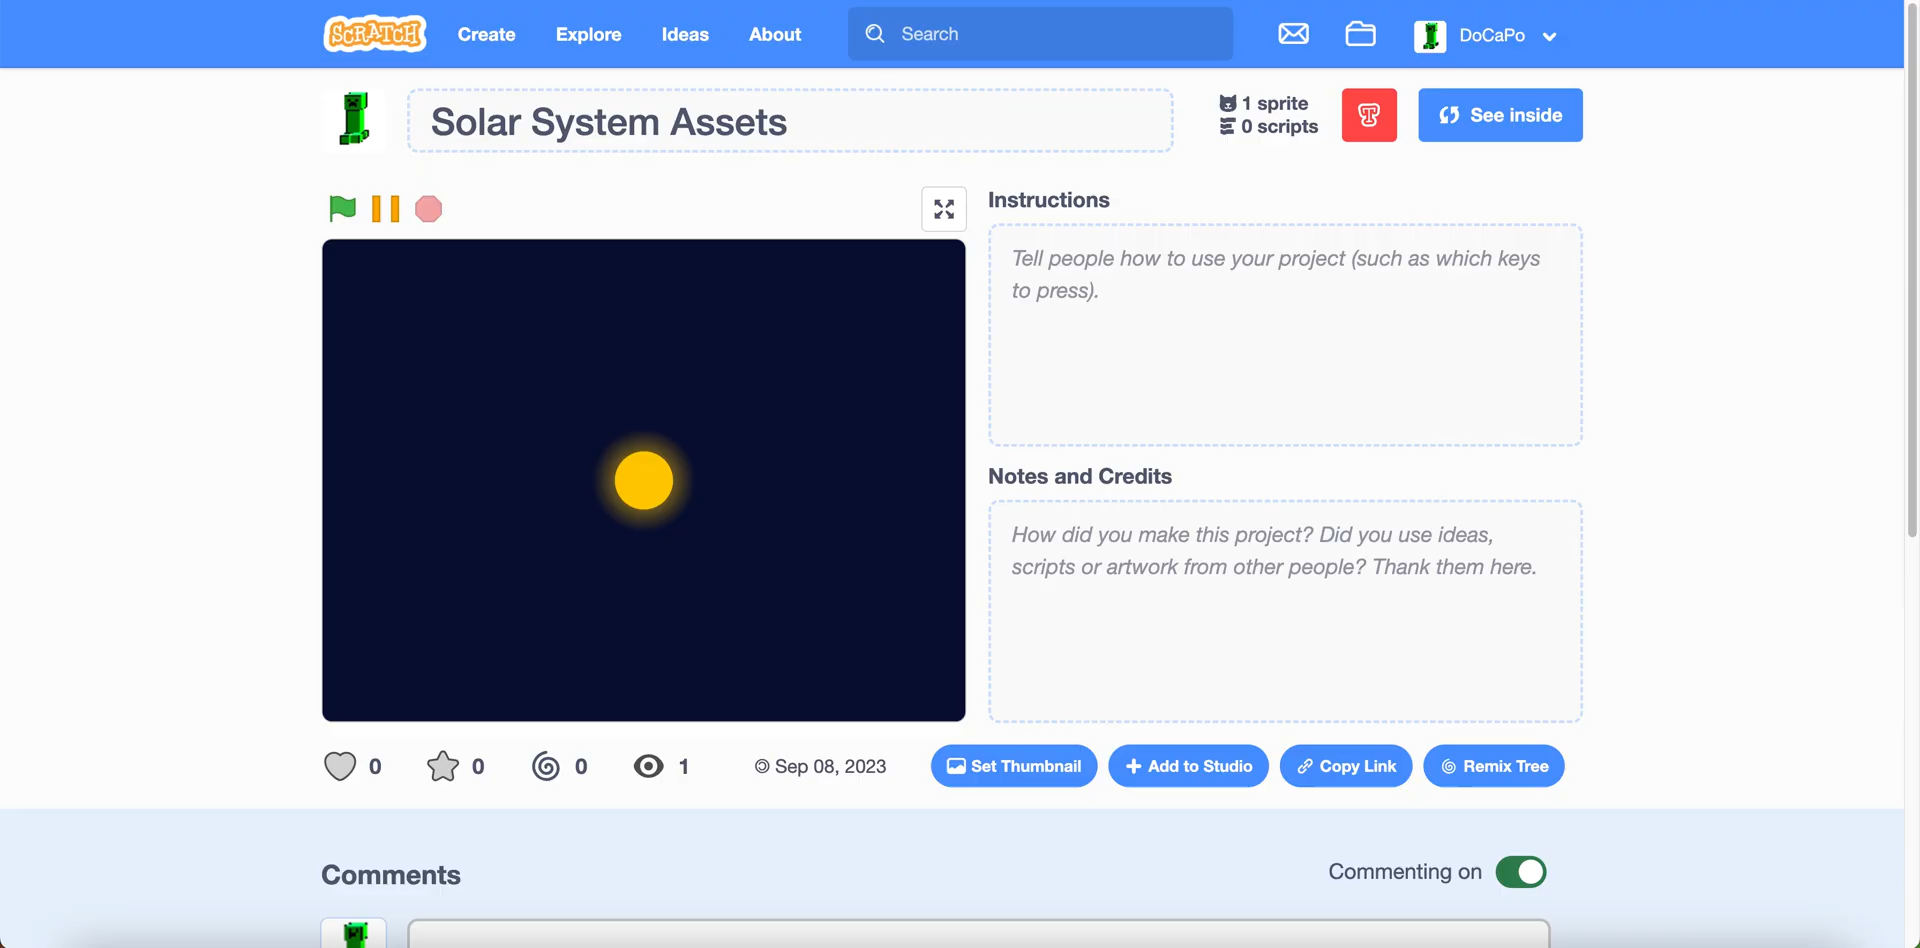 SCRATCH Create Explore Ideas About Search DoCaPo
Solar System Assets
1 sprite
0 scripts
See inside
Instructions
Tell people how to use your project (such as which keys
to press).
Notes and Credits
How did you make this project? Did you use ideas,
scripts or artwork from other people? Thank them here.
0 0 0 1 Sep 08, 2023 Set Thumbnail Add to Studio Copy Link Remix Tree
Comments Commenting on